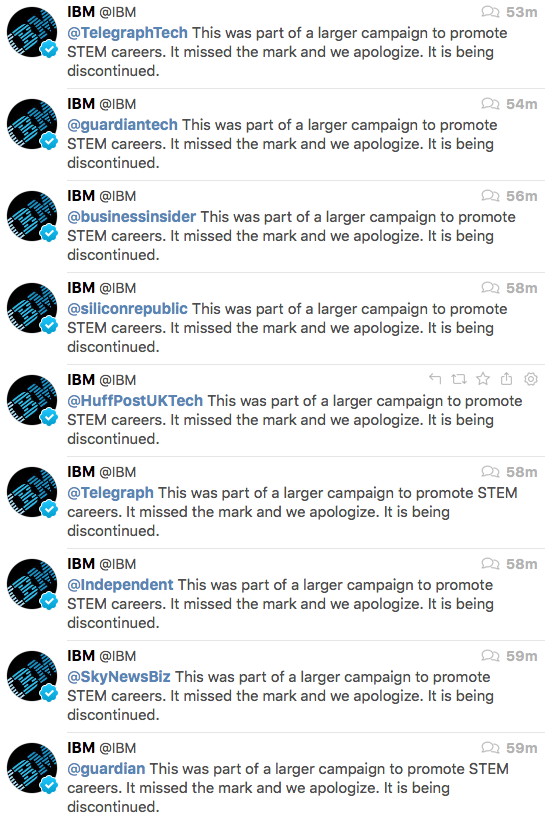 IBM @IBM 53m
@TelegraphTech This was part of a larger campaign to promote
STEM careers. It missed the mark and we apologize. It is being
discontinued.
IBM @IBM 54m
@guardiantech This was part of a larger campaign to promote
STEM careers. It missed the mark and we apologize. It is being
discontinued.
IBM @IBM 56m
@businessinsider This was part of a larger campaign to promote
STEM careers. It missed the mark and we apologize. It is being
discontinued.
IBM @IBM 58m
@siliconrepublic This was part of a larger campaign to promote
STEM careers. It missed the mark and we apologize. It is being
discontinued.
IBM @IBM
@HuffPostUKTech This was part of a larger campaign to promote
STEM careers. It missed the mark and we apologize. It is being
discontinued.
IBM @IBM 58m
@Telegraph This was part of a larger campaign to promote STEM
careers. It missed the mark and we apologize. It is being
discontinued.
IBM @IBM 58m
@Independent This was part of a larger campaign to promote
STEM careers. It missed the mark and we apologize. It is being
discontinued.
IBM @IBM 59m
@SkyNewsBiz This was part of a larger campaign to promote
STEM careers. It missed the mark and we apologize. It is being
discontinued.
IBM @IBM 59m
@guardian This was part of a larger campaign to promote STEM
careers. It missed the mark and we apologize. It is being
discontinued.